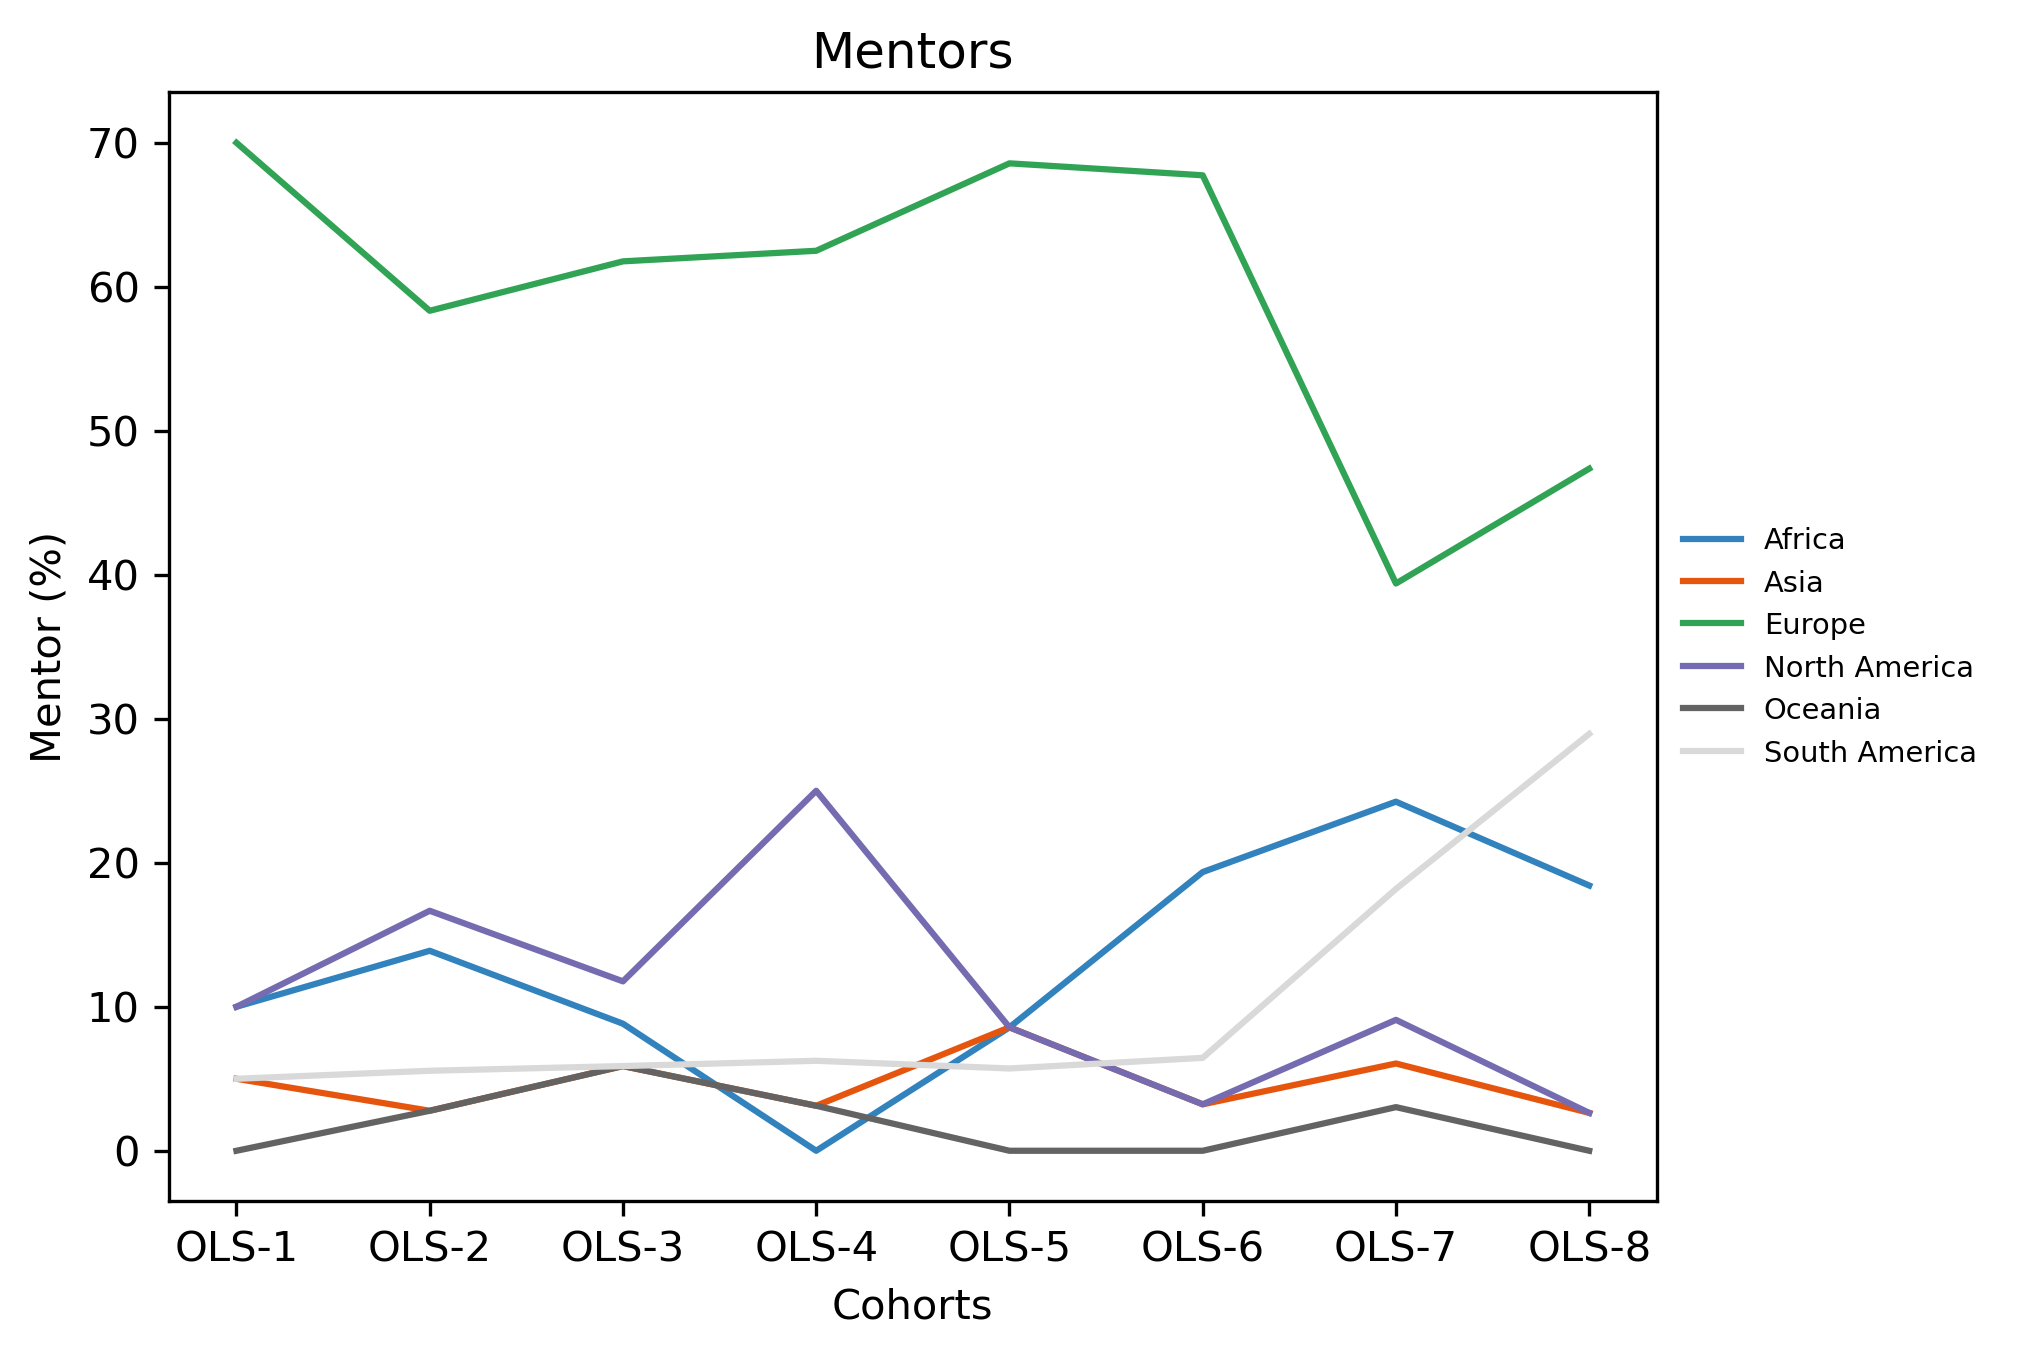 Mentors
Mentor (%)
70
60
50
40
30
20
10
0
OLS-1 OLS-2 OLS-3 OLS-4 OLS-5 OLS-6 OLS-7 OLS-8
Cohorts
Africa
Asia
Europe
North America
Oceania
South America